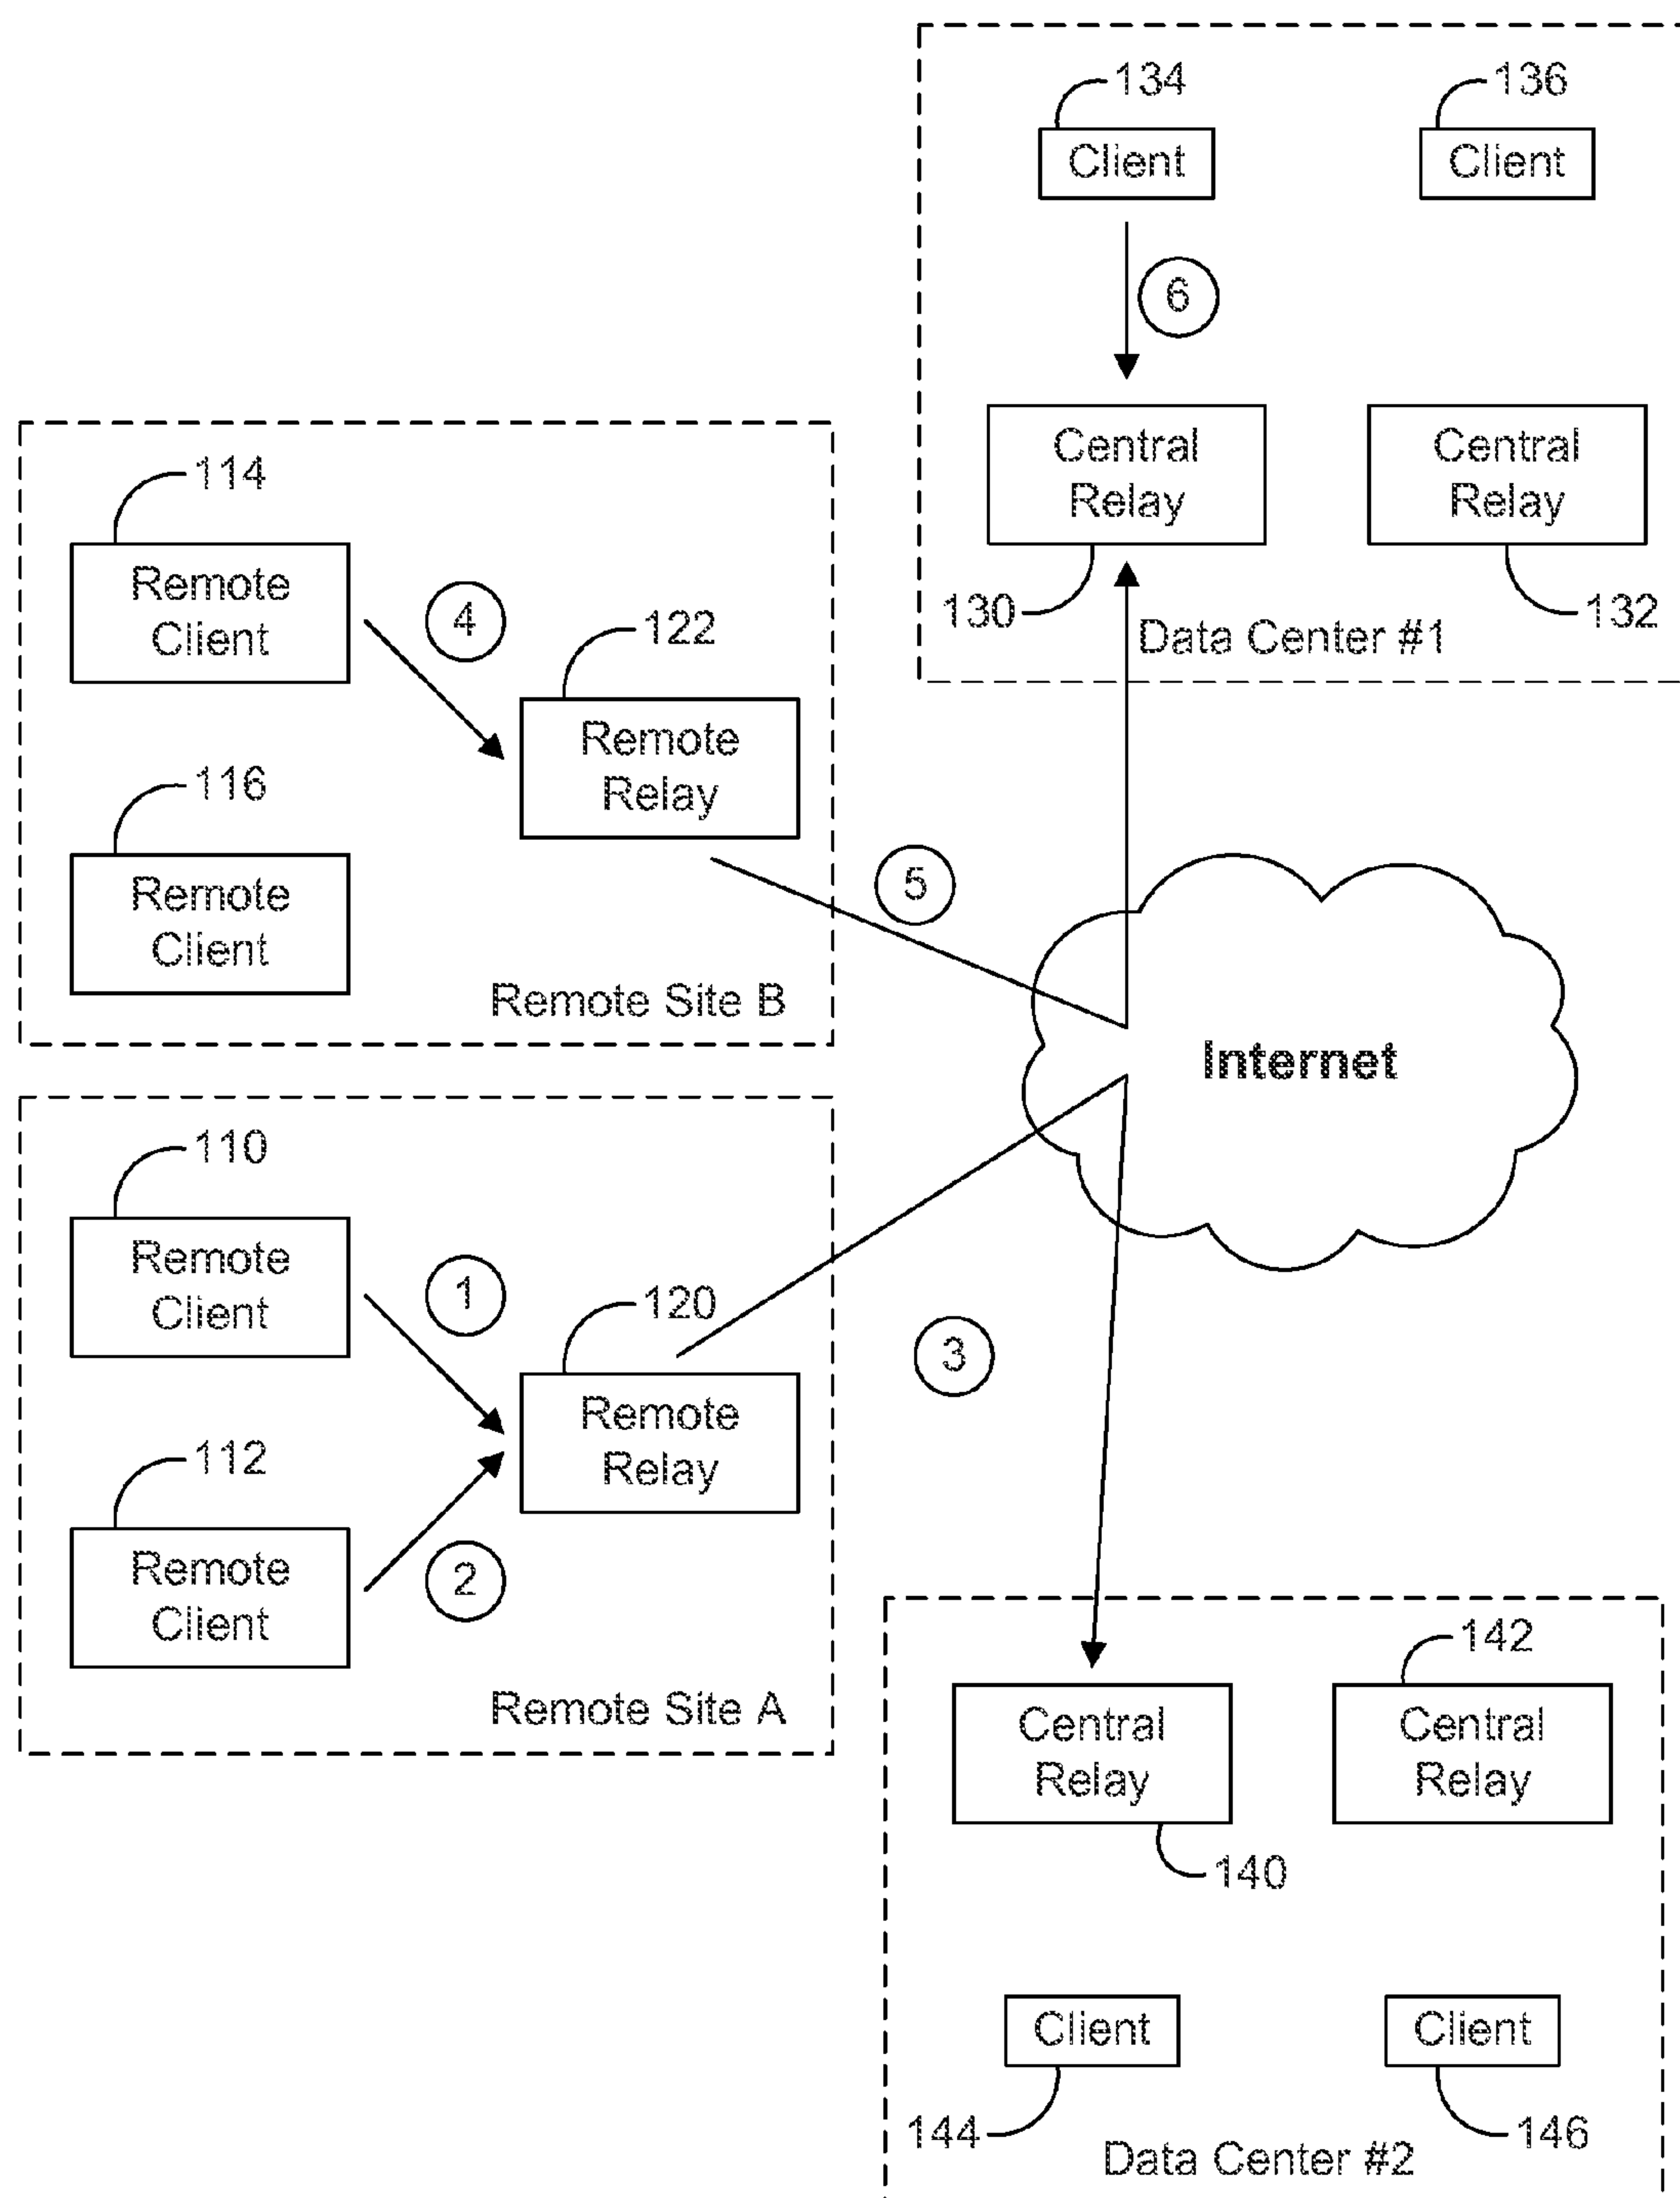 134
136
Client
Client
6
Central
Relay
Central
Relay
130
132
Data Center #1
114
Remote
Client
4
122
Remote
Relay
116
Remote
Client
5
Remote Site B
Internet
110
Remote
Client
1
120
Remote
Relay
3
112
Remote
Client
2
Remote Site A
142
Central
Relay
Central
Relay
140
Client
Client
144
146
Data Center #2